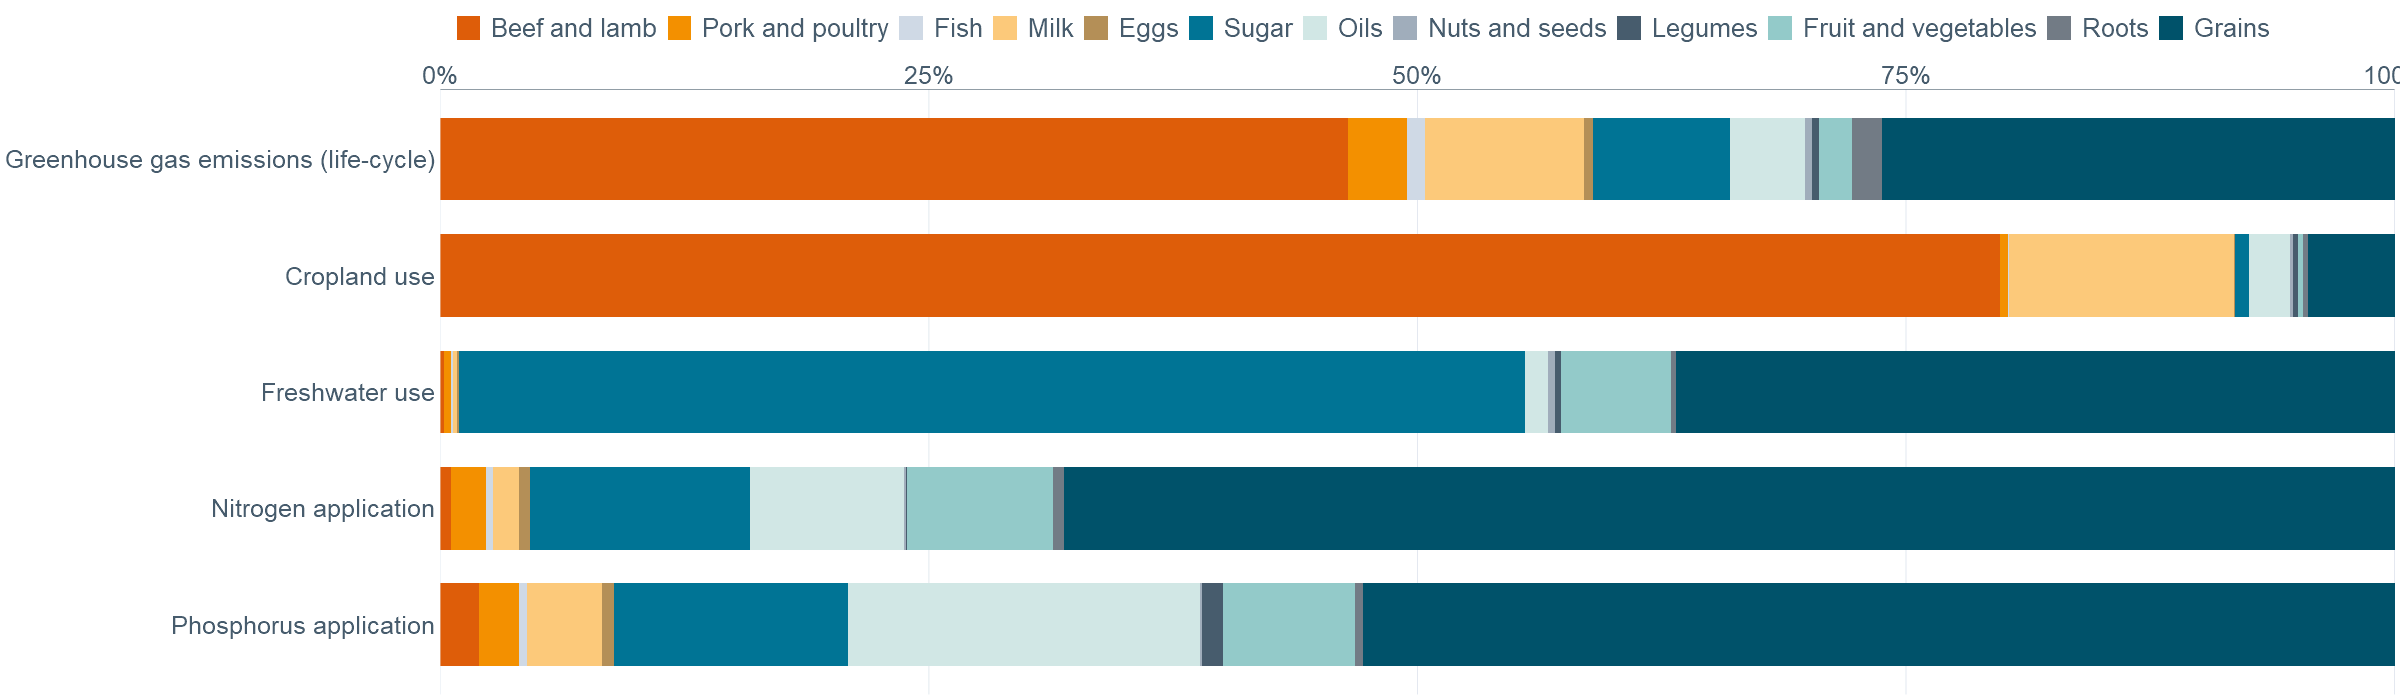 Beef and lamb Pork and poultry Fish Milk Eggs Sugar Oils Nuts and seeds Legumes Fruit and vegetables Roots Grains
0% 25% 50% 75% 100
Greenhouse gas emissions (life-cycle)
Cropland use
Freshwater use
Nitrogen application
Phosphorus application